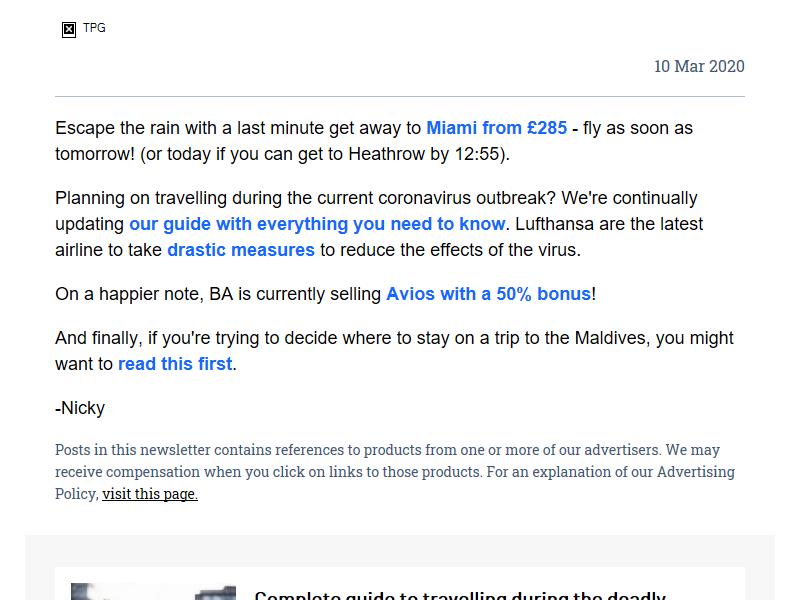 TPG
10 Mar 2020
Escape the rain with a last minute get away to Miami from £285 - fly as soon as
tomorrow! (or today if you can get to Heathrow by 12:55).
Planning on travelling during the current coronavirus outbreak? We're continually
updating our guide with everything you need to know. Lufthansa are the latest
airline to take drastic measures to reduce the effects of the virus.
On a happier note, BA is currently selling Avios with a 50% bonus!
And finally, if you're trying to decide where to stay on a trip to the Maldives, you might
want to read this first.
-Nicky
Posts in this newsletter contains references to products from one or more of our advertisers. We may
receive compensation when you click on links to those products. For an explanation of our Advertising
Policy, visit this page.
Complete guide to travelling during the deadly